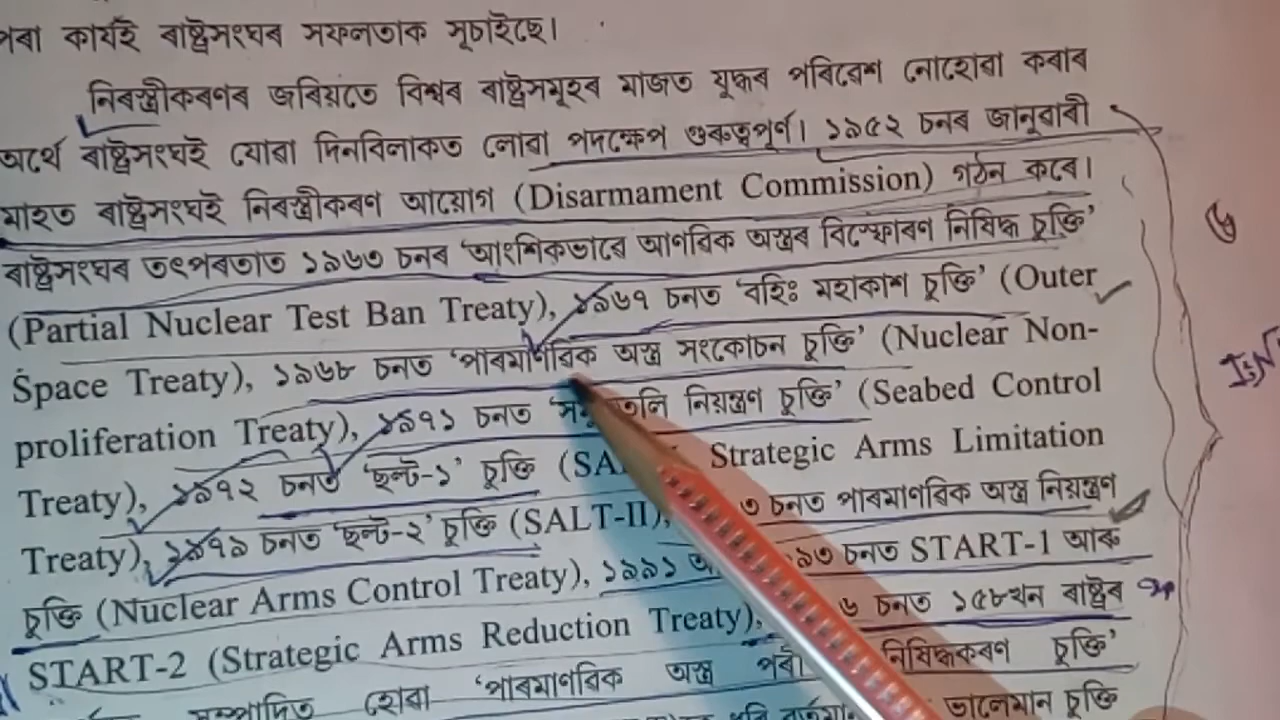 পৰা কাৰ্যই ৰাষ্ট্ৰসংঘৰ সফলতাক সূচাইছে।
নিৰস্ত্ৰীকৰণৰ জৰিয়তে বিশ্বৰ ৰাষ্ট্ৰসমূহৰ মাজত যুদ্ধৰ পৰিৱেশ নোহোৱা কৰাৰ
অৰ্থে ৰাষ্ট্ৰসংঘই যোৱা দিনবিলাকত লোৱা পদক্ষেপ গুৰুত্বপূৰ্ণ। ১৯৫২ চনৰ জানুৱাৰী
মাহত ৰাষ্ট্ৰসংঘই নিৰস্ত্ৰীকৰণ আয়োগ (Disarmament Commission) গঠন কৰে।
ৰাষ্ট্ৰসংঘৰ তৎপৰতাত ১৯৬৩ চনৰ 'আংশিকভাৱে আণৱিক অস্ত্ৰৰ বিস্ফোৰণ নিষিদ্ধ চুক্তি'
(Partial Nuclear Test Ban Treaty), ১৯৬৭ চনত 'বহিঃ মহাকাশ চুক্তি' (Outer
Space Treaty), ১৯৬৮ চনত 'পাৰমাণৱিক অস্ত্ৰ সংকোচন চুক্তি' (Nuclear Non-
proliferation Treaty), ১৯৭১ চনত নিয়ন্ত্ৰণ চুক্তি' (Seabed Control
Treaty), ১৯৭২ চনত 'ছল্ট-১' চুক্তি Strategic Arms Limitation
Treaty), ১৯৭৯ চনত 'ছল্ট-২' চুক্তি (SALT-II), চনত পাৰমাণৱিক অস্ত্ৰ নিয়ন্ত্ৰণ
চুক্তি (Nuclear Arms Control Treaty), ১৯৯১ চনত START-1 আৰু
START-2 (Strategic Arms Reduction Treaty), চনত ১৫৮খন ৰাষ্ট্ৰৰ
সম্পাদিত হোৱা 'পাৰমাণৱিক অস্ত্ৰ নিষিদ্ধকৰণ চুক্তি'
ভালেমান চুক্তি